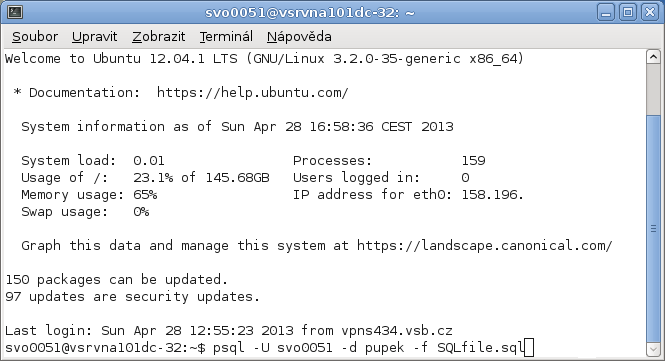 svo0051@vsrvna101dc-32: ~
Soubor Upravit Zobrazit Terminál Nápověda
Welcome to Ubuntu 12.04.1 LTS (GNU/Linux 3.2.0-35-generic x86_64)
* Documentation: https://help.ubuntu.com/
System information as of Sun Apr 28 16:58:36 CEST 2013
System load: 0.01 Processes: 159
Usage of /: 23.1% of 145.68GB Users logged in: 0
Memory usage: 65% IP address for eth0: 158.196.
Swap usage: 0%
Graph this data and manage this system at https://landscape.canonical.com/
150 packages can be updated.
97 updates are security updates.
Last login: Sun Apr 28 12:55:23 2013 from vpns434.vsb.cz
svo0051@vsrvna101dc-32:~$ psql -U svo0051 -d pupek -f SQLfile.sql